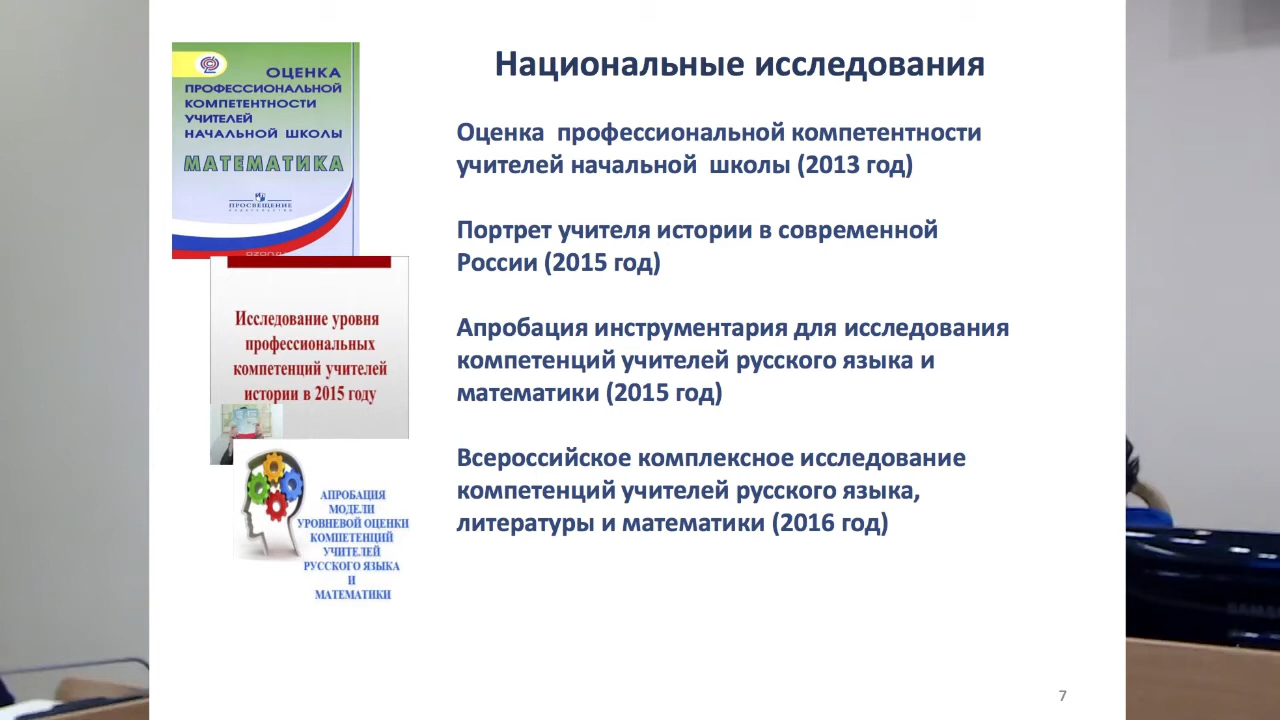 Национальные исследования
ОЦЕНКА
ПРОФЕССИОНАЛЬНОЙ
КОМПЕТЕНТНОСТИ
УЧИТЕЛЕЙ
НАЧАЛЬНОЙ ШКОЛЫ
МАТЕМАТИКА
ПРОСВЕЩЕНИЕ
Исследование уровня
профессиональных
компетенций учителей
истории в 2015 году
АПРОБАЦИЯ
МОДЕЛИ
УРОВНЕВОЙ ОЦЕНКИ
КОМПЕТЕНЦИЙ
УЧИТЕЛЕЙ
РУССКОГО ЯЗЫКА
И
МАТЕМАТИКИ
Оценка профессиональной компетентности
учителей начальной школы (2013 год)
Портрет учителя истории в современной
России (2015 год)
Апробация инструментария для исследования
компетенций учителей русского языка и
математики (2015 год)
Всероссийское комплексное исследование
компетенций учителей русского языка,
литературы и математики (2016 год)
7